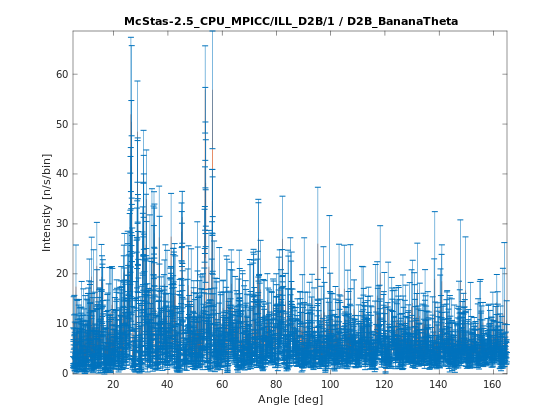 McStas-2.5_CPU_MPICC/ILL_D2B/1 / D2B_BananaTheta
Intensity [n/s/bin]
60
50
40
30
20
10
0
20 40 60 80 100 120 140 160
Angle [deg]